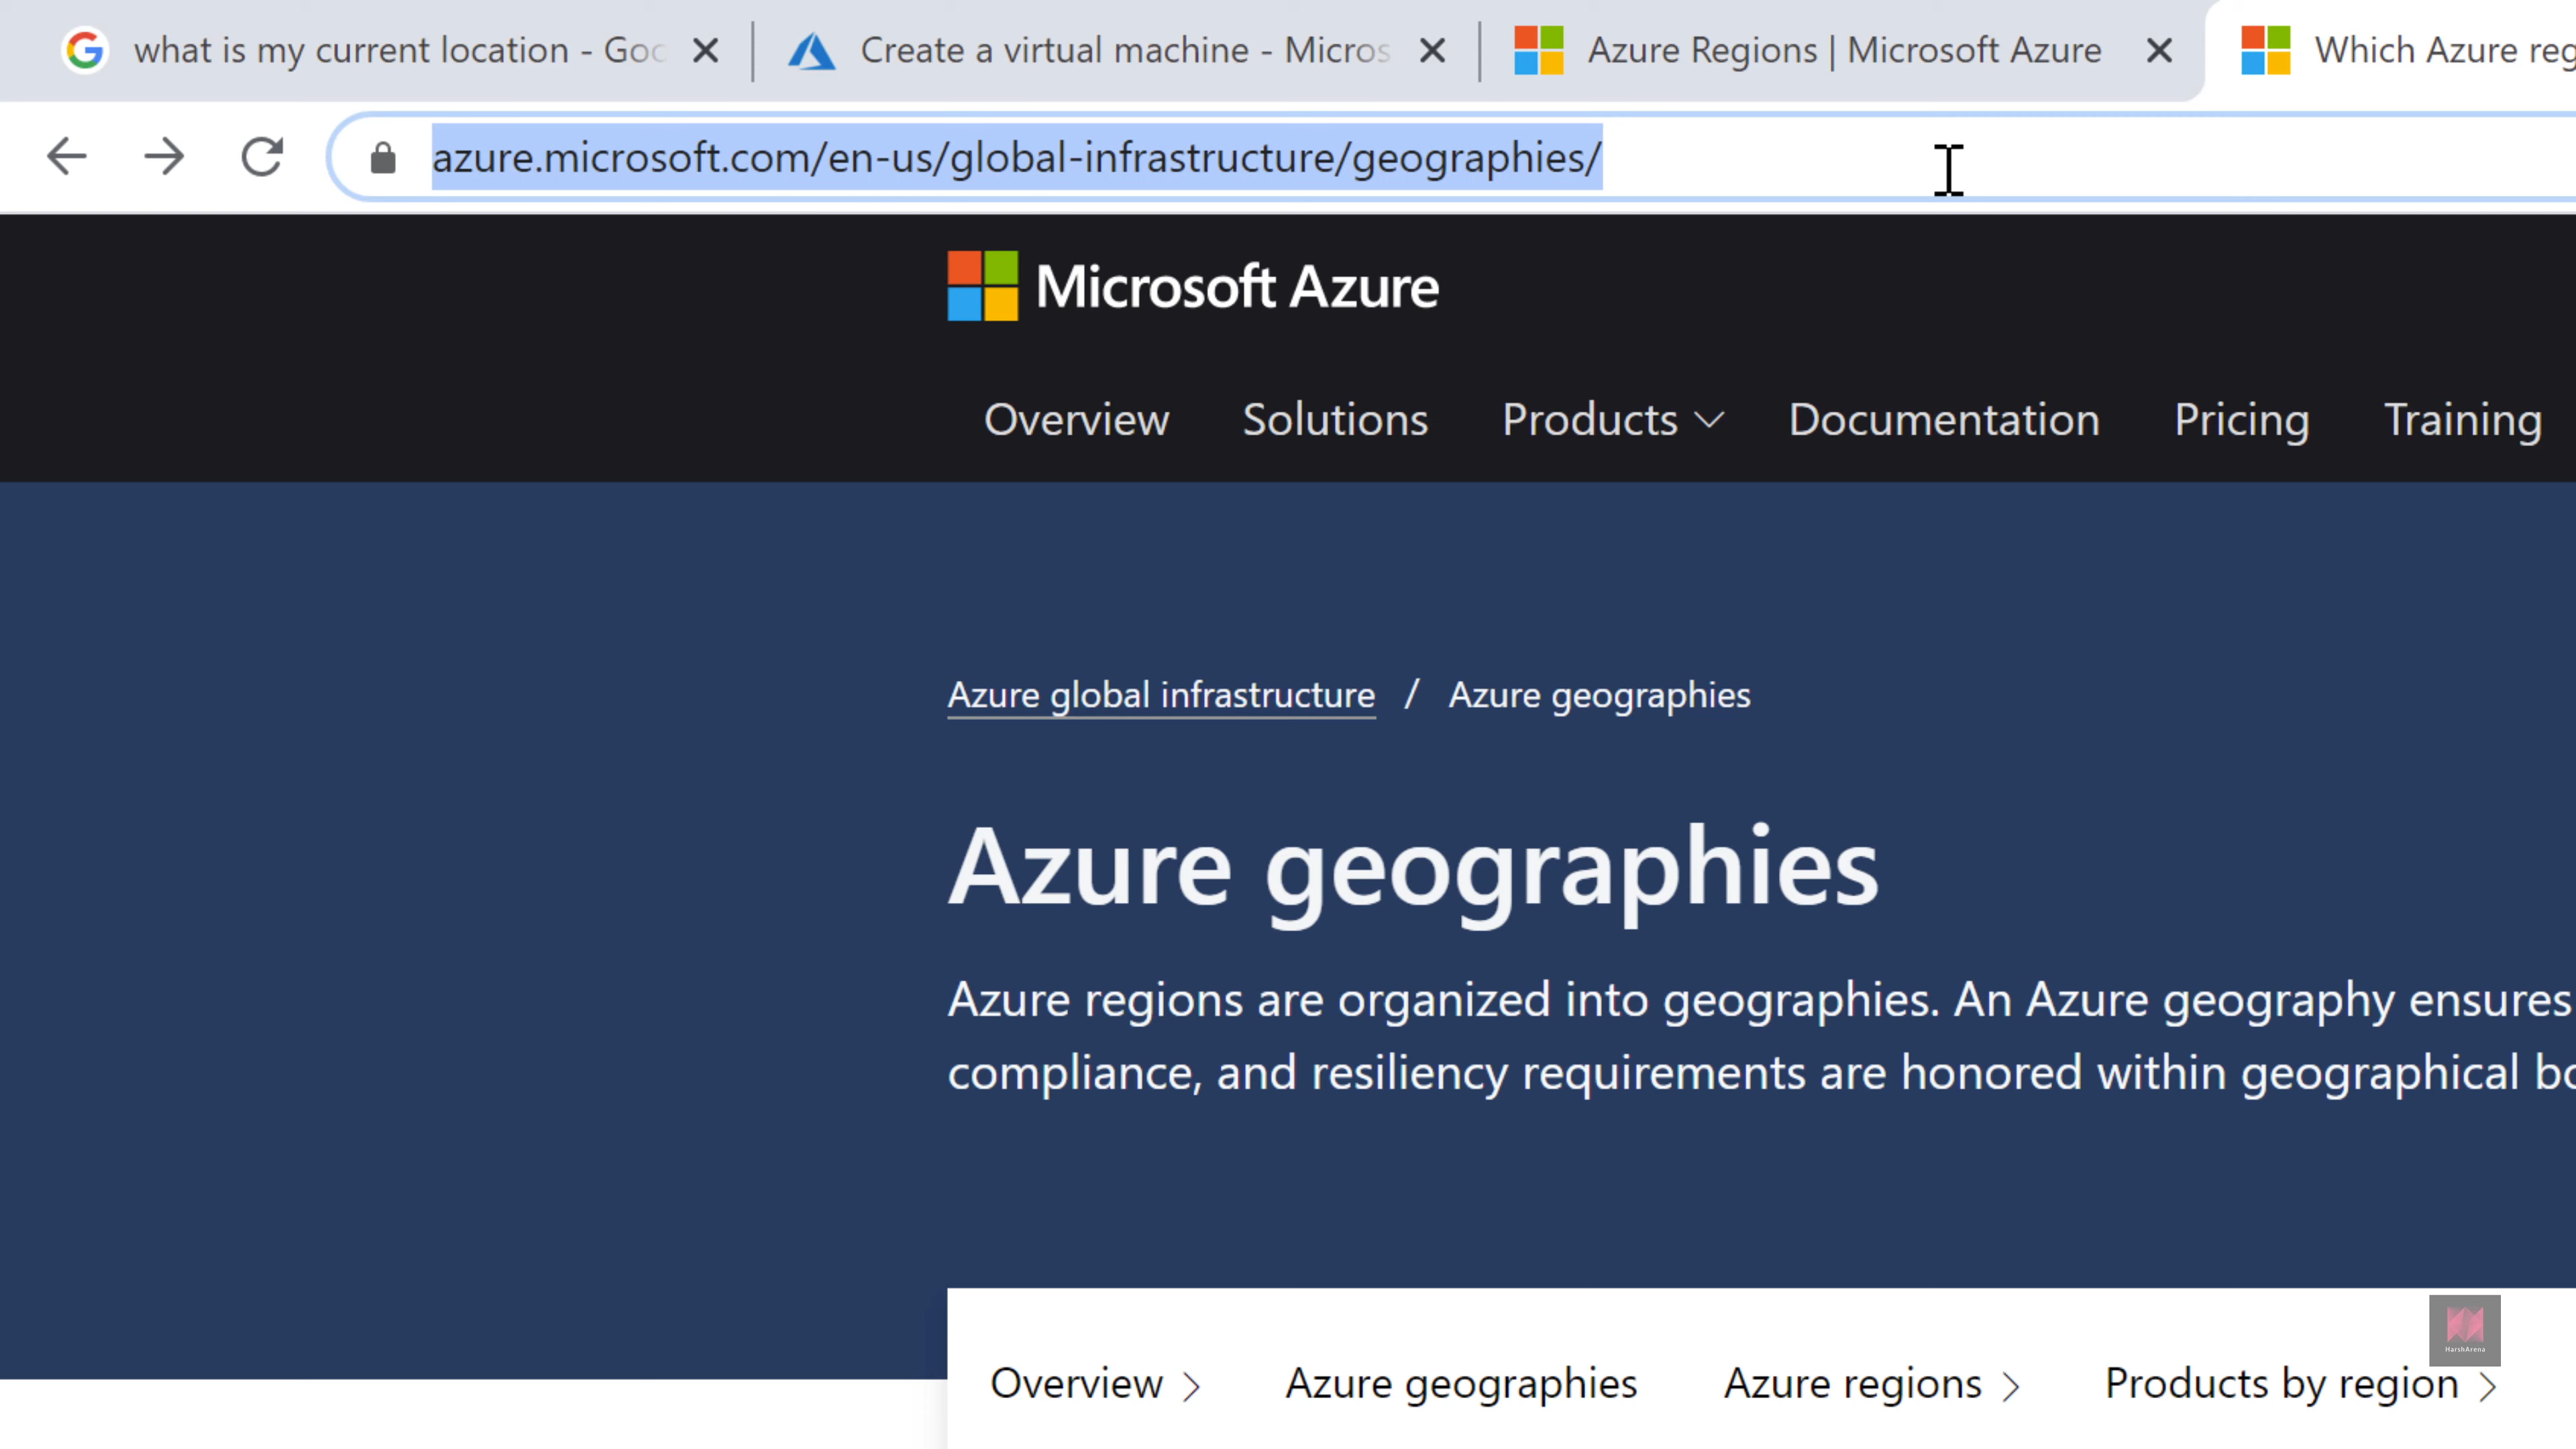 what is my current location - Goo
Create a virtual machine - Micros
Azure Regions | Microsoft Azure
Which Azure reg
azure.microsoft.com/en-us/global-infrastructure/geographies/
Microsoft Azure
Overview Solutions Products Documentation Pricing Training
Azure global infrastructure / Azure geographies
Azure geographies
Azure regions are organized into geographies. An Azure geography ensures
compliance, and resiliency requirements are honored within geographical bo
HarshArena
Overview > Azure geographies Azure regions > Products by region >